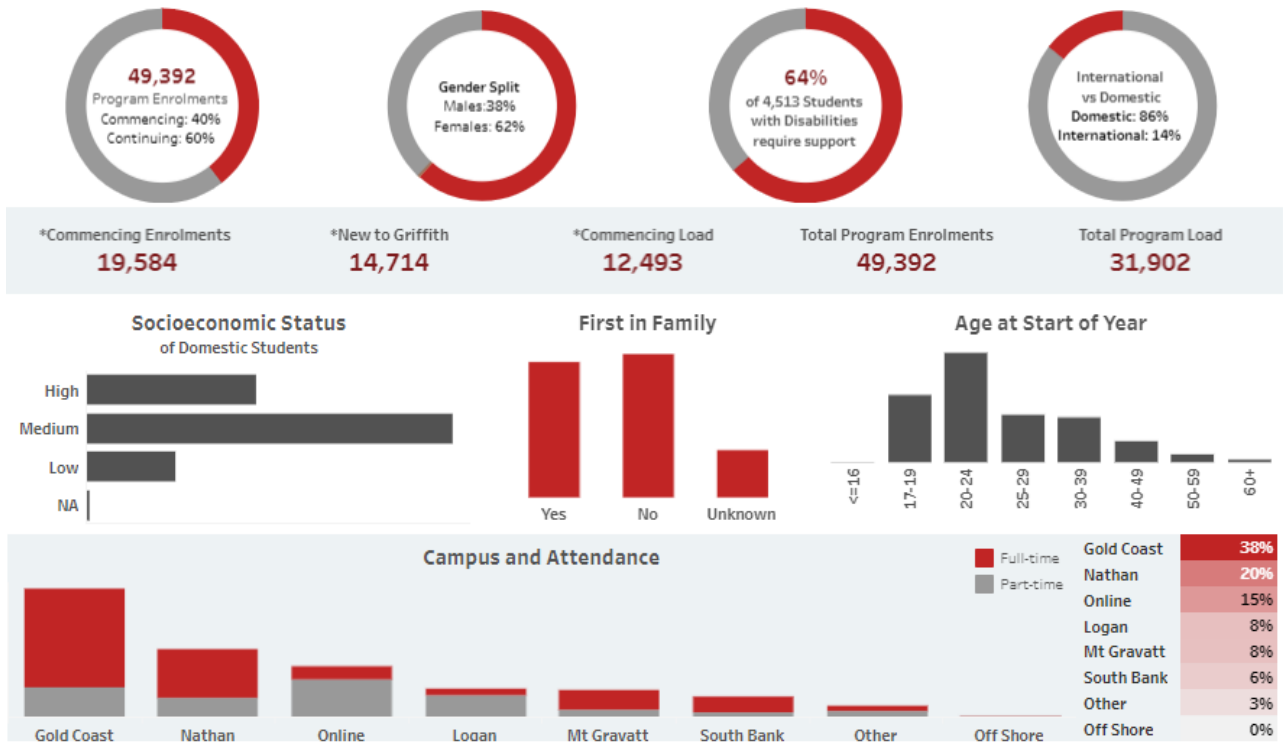 49,392
Program Enrolments
Commencing: 40%
Continuing: 60%
Gender Split
Males:38%
Females: 62%
64%
of 4,513 Students
with Disabilities
require support
International
vs Domestic
Domestic: 86%
International: 14%
*Commencing Enrolments
19,584
*New to Griffith
14,714
*Commencing Load
12,493
Total Program Enrolments
49,392
Total Program Load
31,902
Socioeconomic Status
of Domestic Students
High
Medium
Low
NA
First in Family
Yes
No
Unknown
Age at Start of Year
<=16
17-19
20-24
25-29
30-39
40-49
50-59
60+
Campus and Attendance
Full-time
Part-time
Gold Coast
Nathan
Online
Logan
Mt Gravatt
South Bank
Other
Off Shore
Gold Coast 38%
Nathan 20%
Online 15%
Logan 8%
Mt Gravatt 8%
South Bank 6%
Other 3%
Off Shore 0%